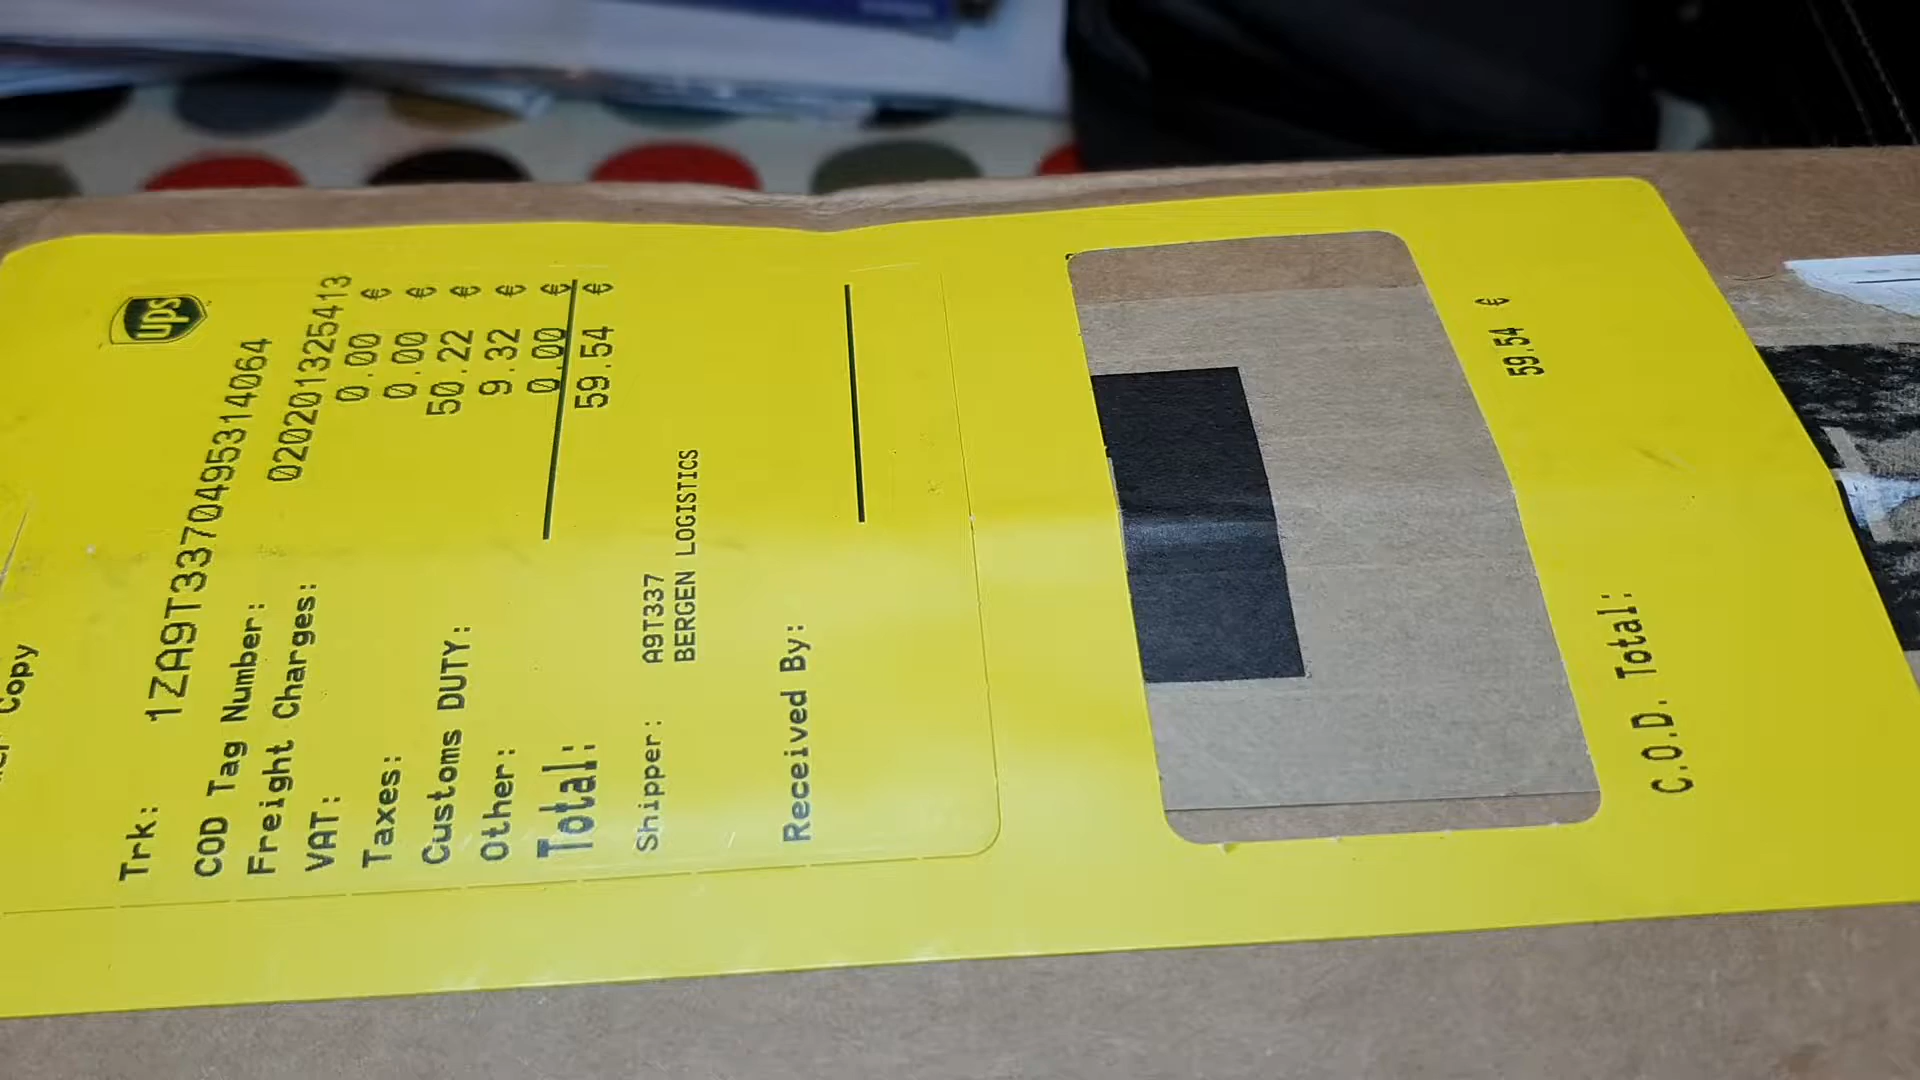 Copy
ups
Trk: 1ZA9T3370495314064
COD Tag Number: 020201325413
Freight Charges: 0.00 €
VAT: 0.00 €
Taxes: 50.22 €
Customs DUTY: 9.32 €
Other: 0.00 €
Total: 59.54 €
Shipper: A9T337
BERGEN LOGISTICS
Received By:
C.O.D. Total: 59.54 €